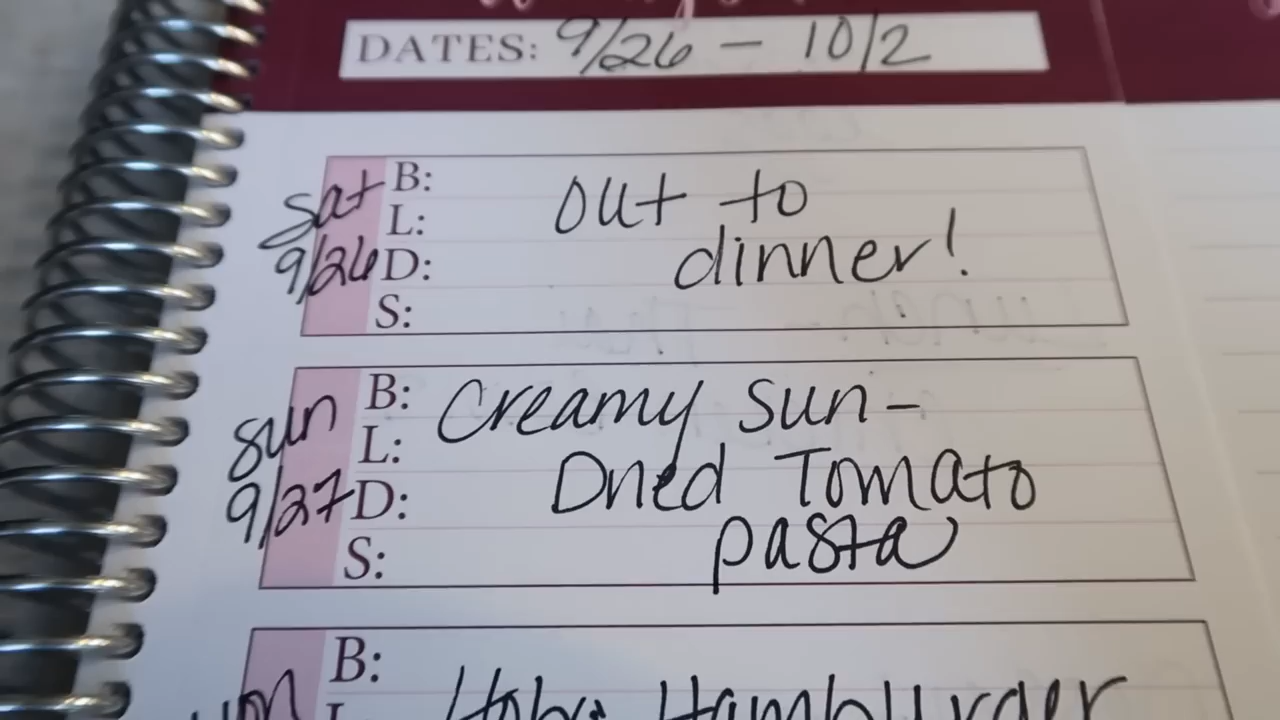 DATES: 9/26 - 10/2
sat
9/26
B:
L:
D:
S:
out to
dinner!
sun
9/27
B:
L:
D:
S:
Creamy sun-
Dried Tomato
pasta
B:
Hamburger